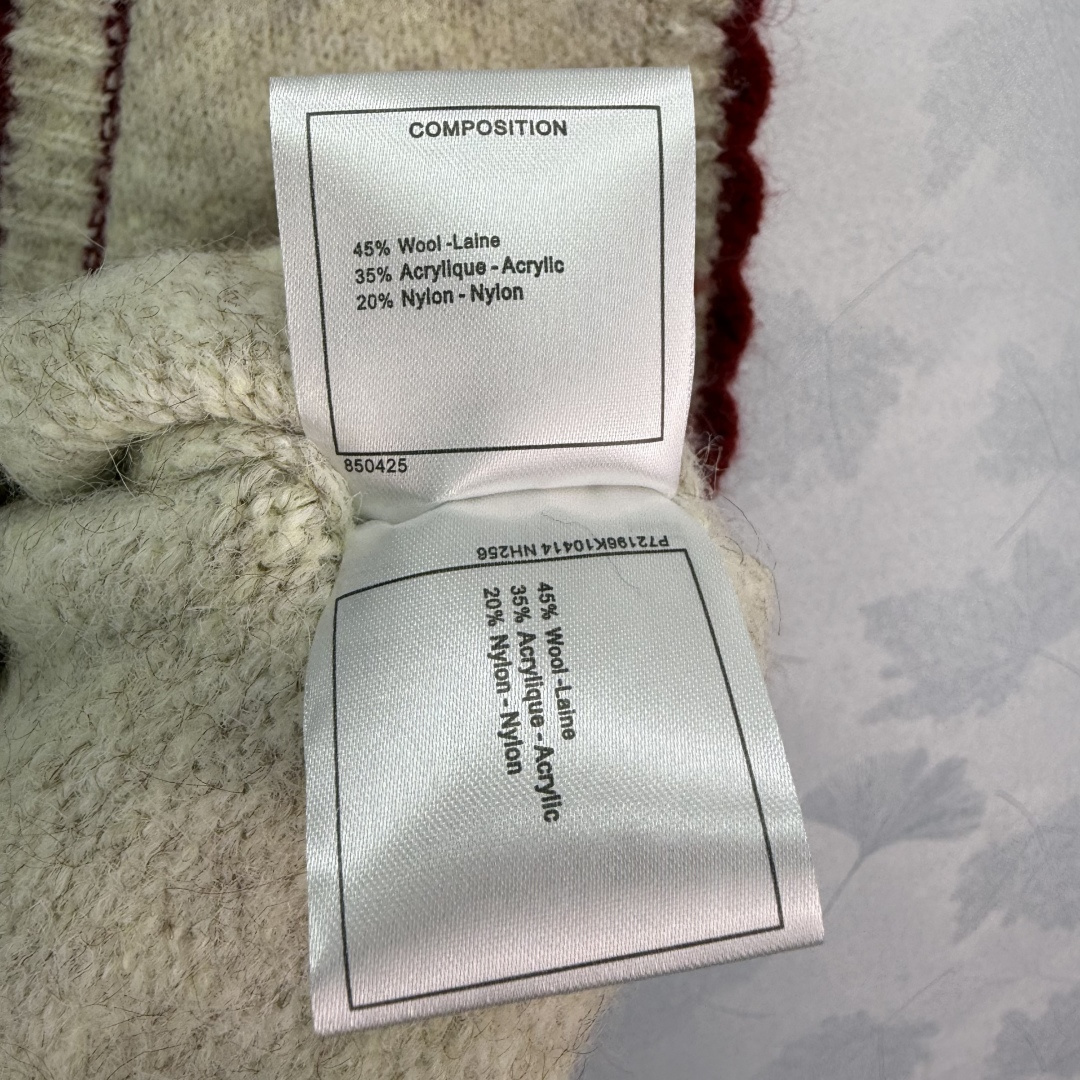 COMPOSITION
45% Wool -Laine
35% Acrylique - Acrylic
20% Nylon - Nylon
850425
P72196K10414 NH256
45% Wool -Laine
35% Acrylique - Acrylic
20% Nylon - Nylon